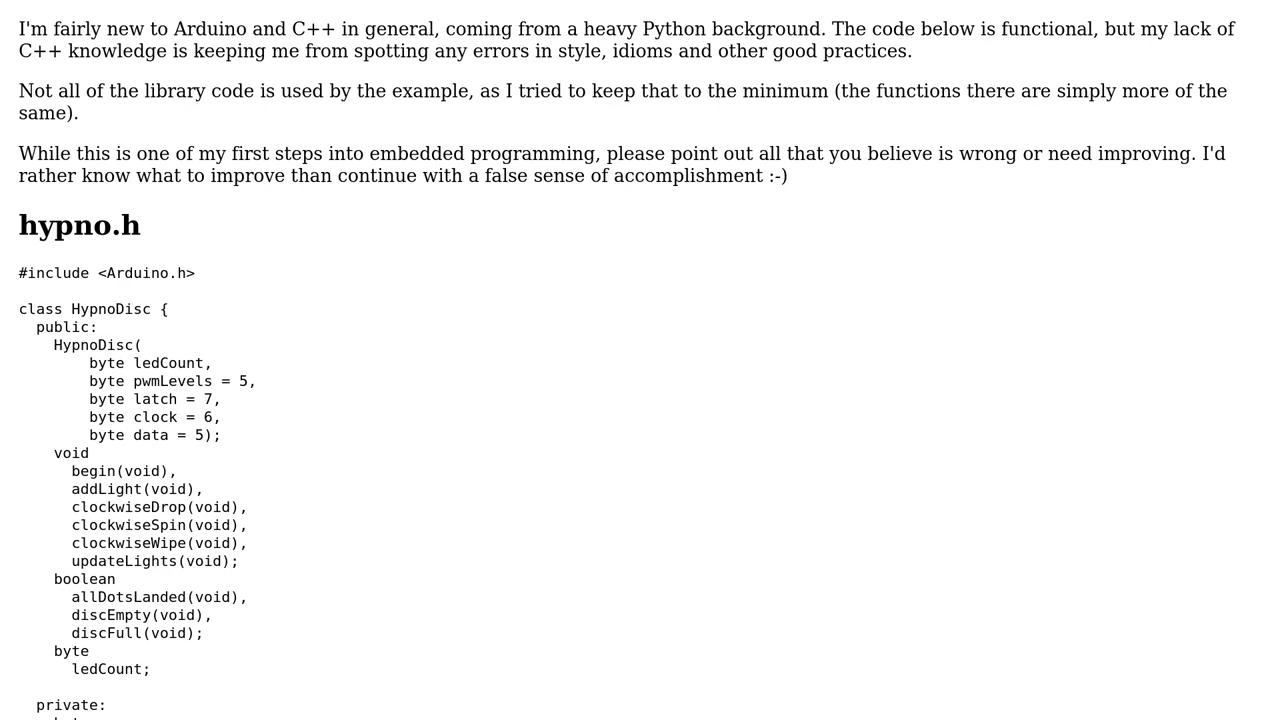 I'm fairly new to Arduino and C++ in general, coming from a heavy Python background. The code below is functional, but my lack of
C++ knowledge is keeping me from spotting any errors in style, idioms and other good practices.
Not all of the library code is used by the example, as I tried to keep that to the minimum (the functions there are simply more of the
same).
While this is one of my first steps into embedded programming, please point out all that you believe is wrong or need improving. I'd
rather know what to improve than continue with a false sense of accomplishment :-)
hypno.h
#include <Arduino.h>
class HypnoDisc {
  public:
    HypnoDisc(
        byte ledCount,
        byte pwmLevels = 5,
        byte latch = 7,
        byte clock = 6,
        byte data = 5);
    void
      begin(void),
      addLight(void),
      clockwiseDrop(void),
      clockwiseSpin(void),
      clockwiseWipe(void),
      updateLights(void);
    boolean
      allDotsLanded(void),
      discEmpty(void),
      discFull(void);
    byte
      ledCount;
  private: